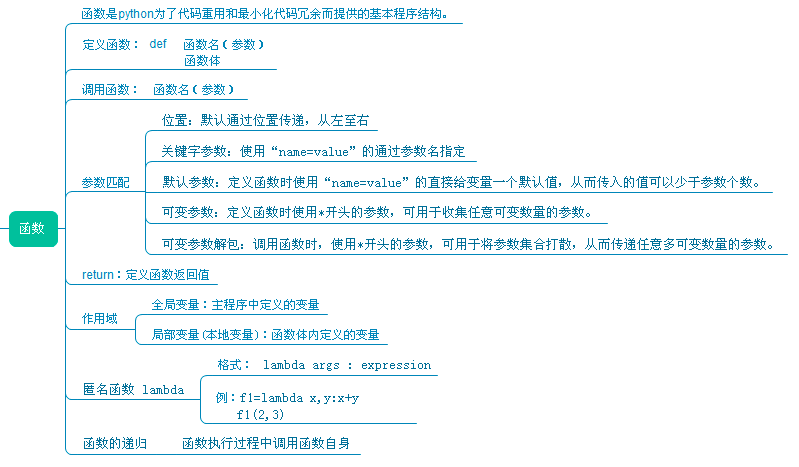 函数是python为了代码重用和最小化代码冗余而提供的基本程序结构。
定义函数： def 函数名（参数）
函数体
调用函数： 函数名（参数）
位置：默认通过位置传递，从左至右
关键字参数：使用“name=value”的通过参数名指定
参数匹配
默认参数：定义函数时使用“name=value”的直接给变量一个默认值，从而传入的值可以少于参数个数。
可变参数：定义函数时使用*开头的参数，可用于收集任意可变数量的参数。
函数
可变参数解包：调用函数时，使用*开头的参数，可用于将参数集合打散，从而传递任意多可变数量的参数。
return：定义函数返回值
全局变量：主程序中定义的变量
作用域
局部变量(本地变量)：函数体内定义的变量
格式： lambda args : expression
匿名函数 lambda
例：f1=lambda x,y:x+y
f1(2,3)
函数的递归 函数执行过程中调用函数自身